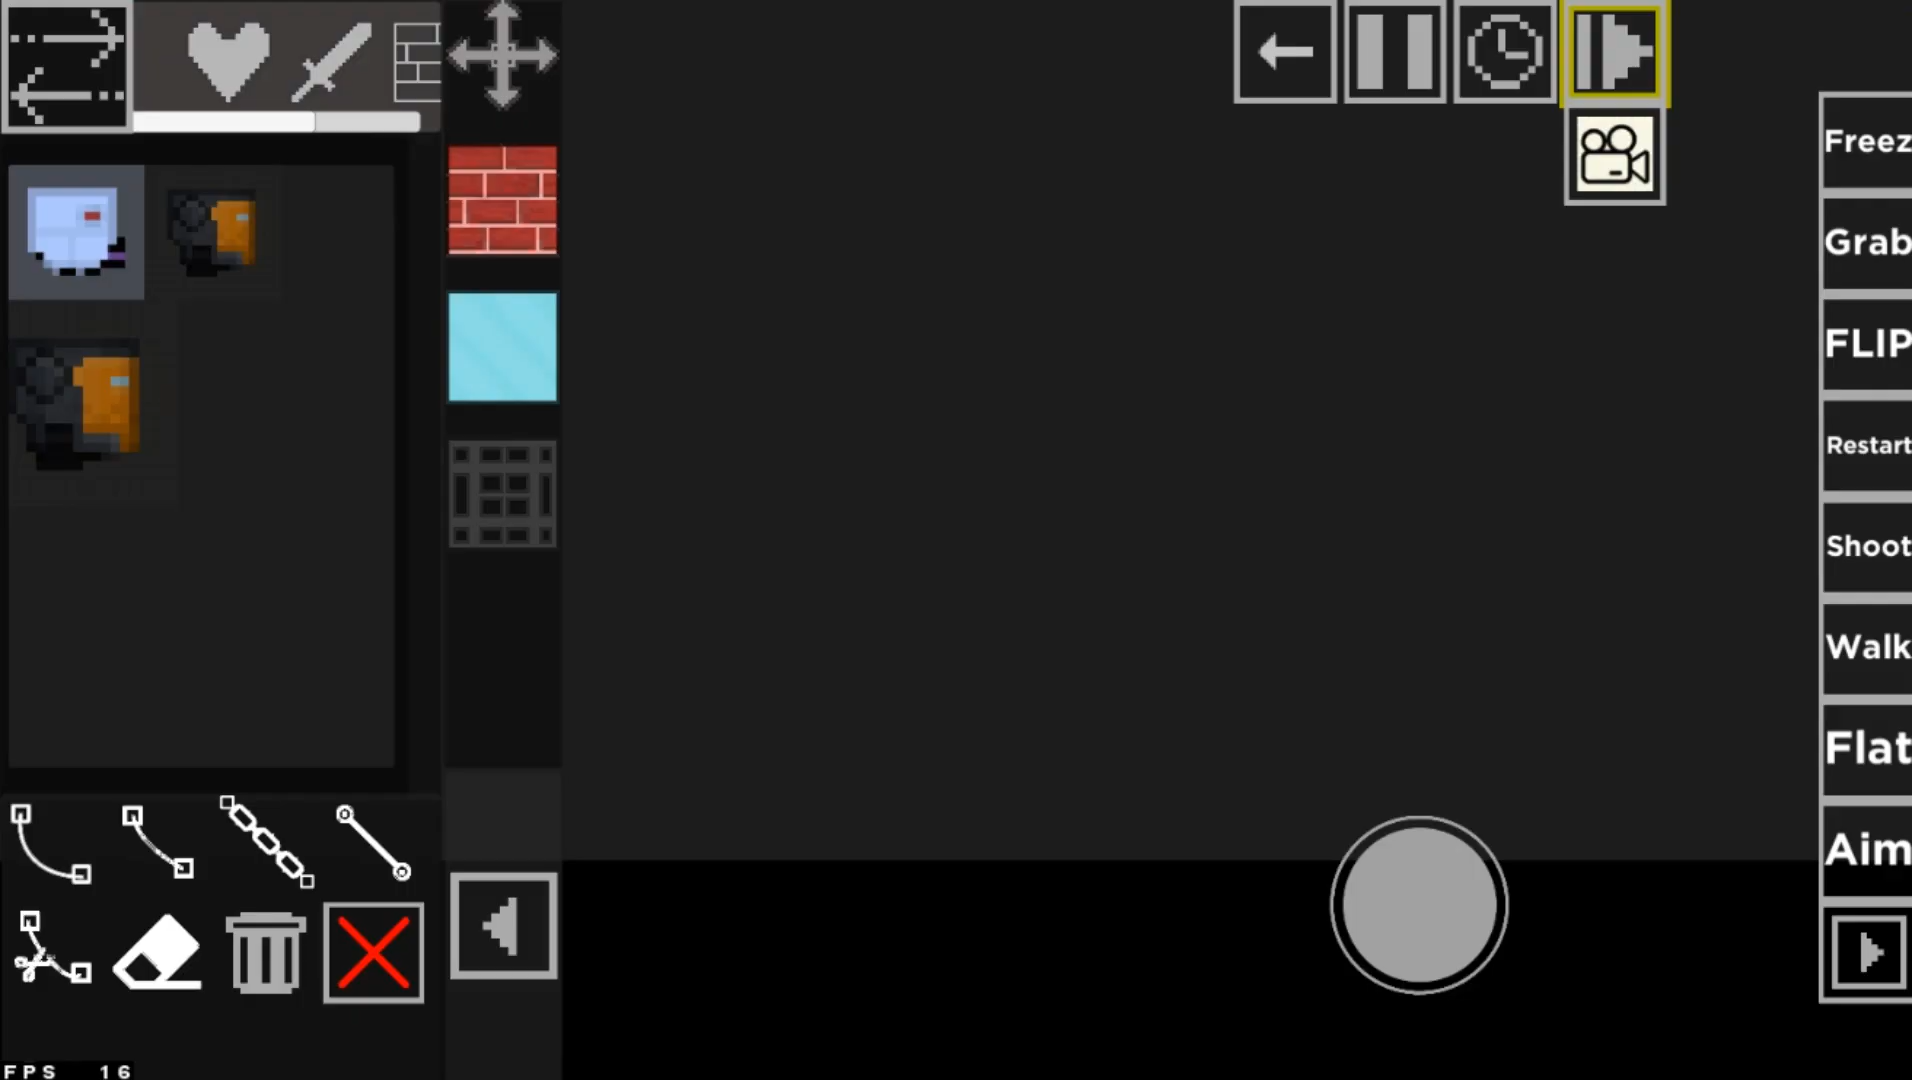 Freez
Grab
FLIP
Restart
Shoot
Walk
Flat
Aim
FPS 16